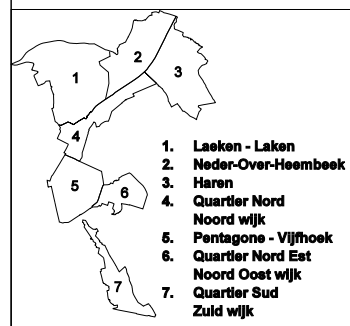 1
2
3
4
5
6
7
1. Laeken - Laken
2. Neder-Over-Heembeek
3. Haren
4. Quartier Nord
Noord wijk
5. Pentagone - Vijfhoek
6. Quartier Nord Est
Noord Oost wijk
7. Quartier Sud
Zuid wijk